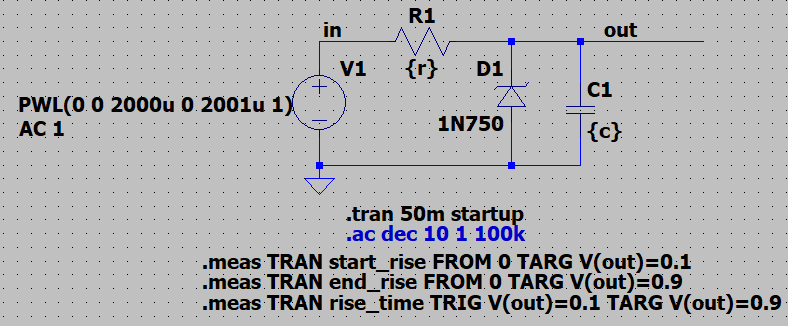 R1
in
out
V1
{r}
D1
C1
PWL(0 0 2000u 0 2001u 1)
AC 1
1N750
{c}
.tran 50m startup
.ac dec 10 1 100k
.meas TRAN start_rise FROM 0 TARG V(out)=0.1
.meas TRAN end_rise FROM 0 TARG V(out)=0.9
.meas TRAN rise_time TRIG V(out)=0.1 TARG V(out)=0.9